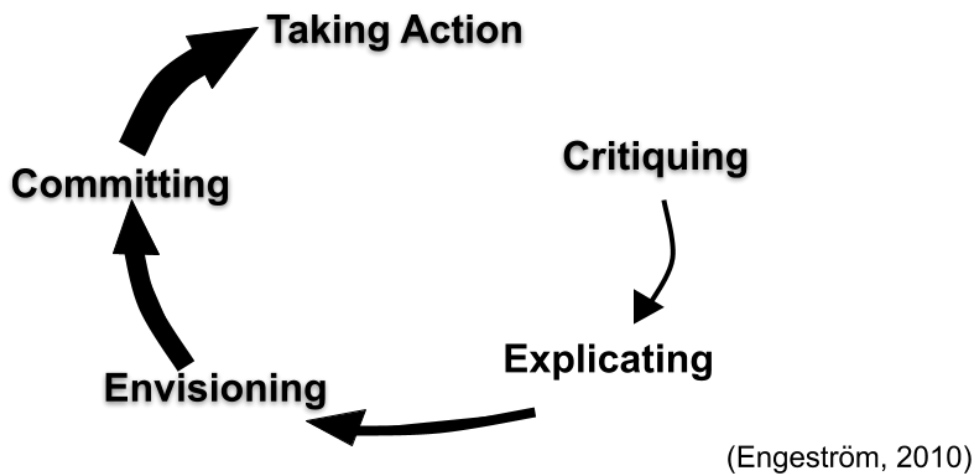 Taking Action
Critiquing
Committing
Explicating
Envisioning
(Engeström, 2010)